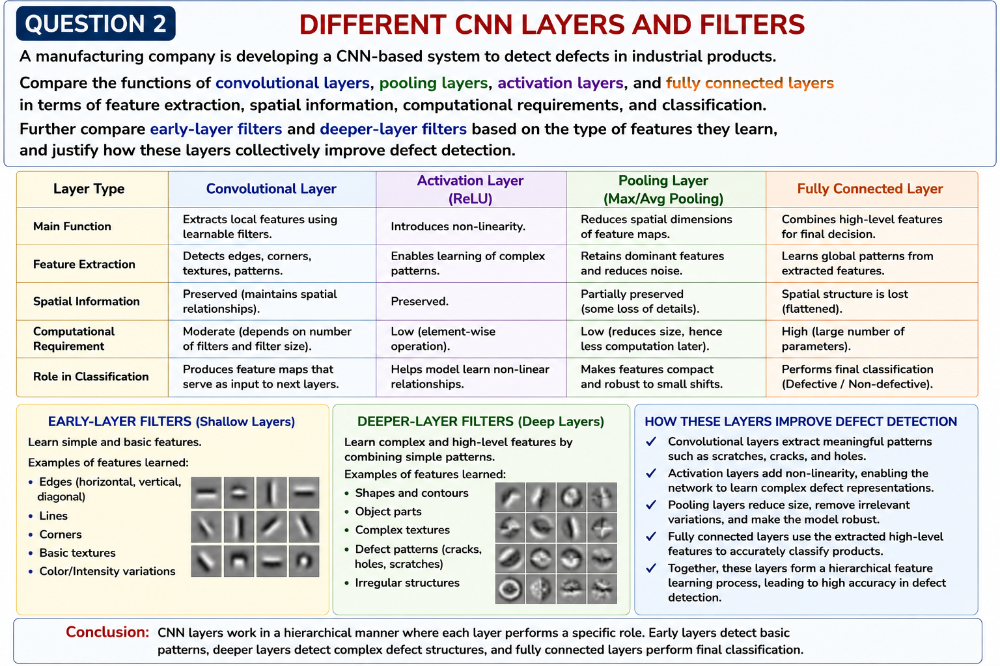 QUESTION 2
DIFFERENT CNN LAYERS AND FILTERS
A manufacturing company is developing a CNN-based system to detect defects in industrial products.
Compare the functions of convolutional layers, pooling layers, activation layers, and fully connected layers
in terms of feature extraction, spatial information, computational requirements, and classification.
Further compare early-layer filters and deeper-layer filters based on the type of features they learn,
and justify how these layers collectively improve defect detection.
Layer Type
Convolutional Layer
Activation Layer
(ReLU)
Pooling Layer
(Max/Avg Pooling)
Fully Connected Layer
Main Function
Extracts local features using
learnable filters.
Introduces non-linearity.
Reduces spatial dimensions
of feature maps.
Combines high-level features
for final decision.
Feature Extraction
Detects edges, corners,
textures, patterns.
Enables learning of complex
patterns.
Retains dominant features
and reduces noise.
Learns global patterns from
extracted features.
Spatial Information
Preserved (maintains spatial
relationships).
Preserved.
Partially preserved
(some loss of details).
Spatial structure is lost
(flattened).
Computational
Requirement
Moderate (depends on number
of filters and filter size).
Low (element-wise
operation).
Low (reduces size, hence
less computation later).
High (large number of
parameters).
Role in Classification
Produces feature maps that
serve as input to next layers.
Helps model learn non-linear
relationships.
Makes features compact
and robust to small shifts.
Performs final classification
(Defective / Non-defective).
EARLY-LAYER FILTERS (Shallow Layers)
Learn simple and basic features.
Examples of features learned:
• Edges (horizontal, vertical,
diagonal)
• Lines
• Corners
• Basic textures
• Color/Intensity variations
DEEPER-LAYER FILTERS (Deep Layers)
Learn complex and high-level features by
combining simple patterns.
Examples of features learned:
• Shapes and contours
• Object parts
• Complex textures
• Defect patterns (cracks,
holes, scratches)
• Irregular structures
HOW THESE LAYERS IMPROVE DEFECT DETECTION
✓ Convolutional layers extract meaningful patterns
such as scratches, cracks, and holes.
✓ Activation layers add non-linearity, enabling the
network to learn complex defect representations.
✓ Pooling layers reduce size, remove irrelevant
variations, and make the model robust.
✓ Fully connected layers use the extracted high-level
features to accurately classify products.
✓ Together, these layers form a hierarchical feature
learning process, leading to high accuracy in defect
detection.
Conclusion: CNN layers work in a hierarchical manner where each layer performs a specific role. Early layers detect basic
patterns, deeper layers detect complex defect structures, and fully connected layers perform final classification.